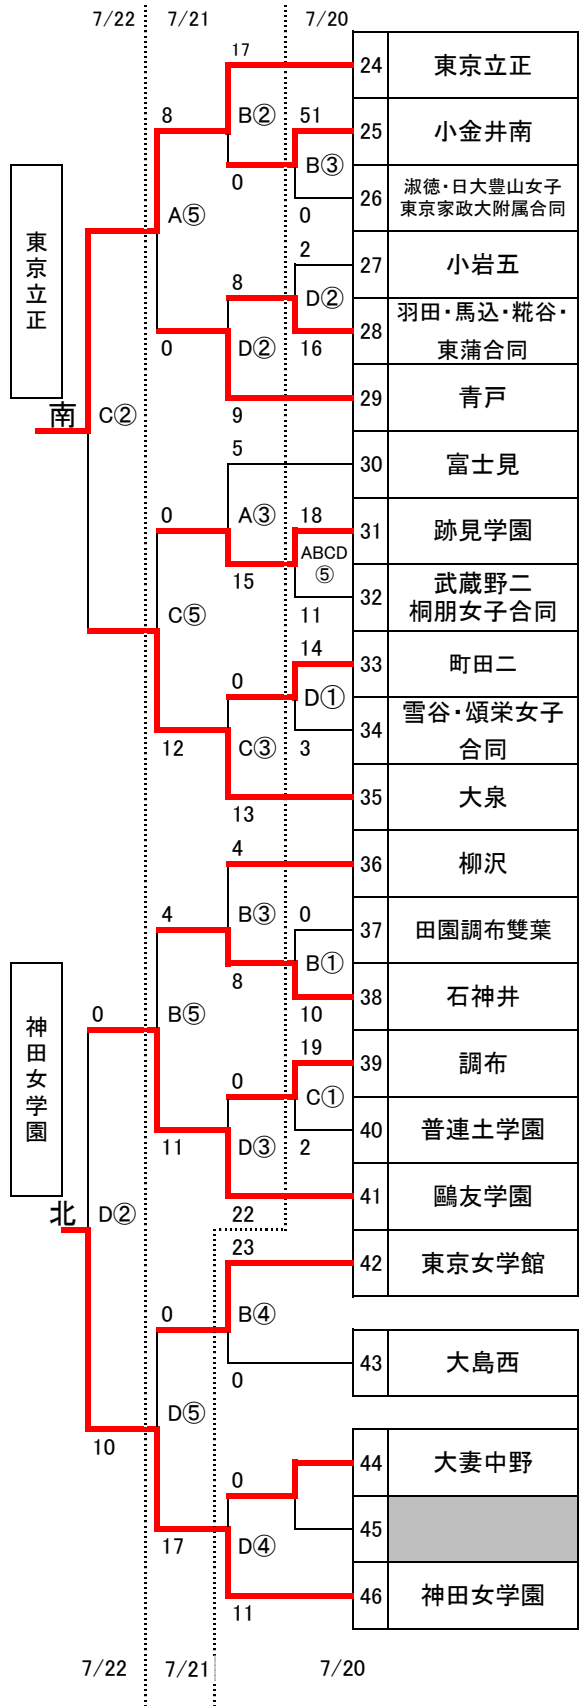 7/22
7/21
7/20
17
24
東京立正
8
B②
51
25
小金井南
0
B③
26
淑徳・日大豊山女子
東京家政大附属合同
A⑤
0
東京立正
2
27
小岩五
8
D②
28
羽田・馬込・糀谷・
東蒲合同
0
D②
16
29
青戸
9
南
C②
5
30
富士見
0
A③
18
31
跡見学園
ABCD
⑤
15
32
武蔵野二
桐朋女子合同
C⑤
11
14
33
町田二
0
D①
34
雪谷・頌栄女子
合同
12
C③
3
35
大泉
13
4
36
柳沢
4
B③
0
37
田園調布雙葉
8
B①
38
石神井
0
B⑤
10
神田女学園
19
39
調布
0
C①
40
普連土学園
11
D③
2
41
鷗友学園
22
北
D②
23
42
東京女学館
0
B④
43
大島西
0
D⑤
10
44
大妻中野
0
45
17
D④
46
神田女学園
11
7/22
7/21
7/20